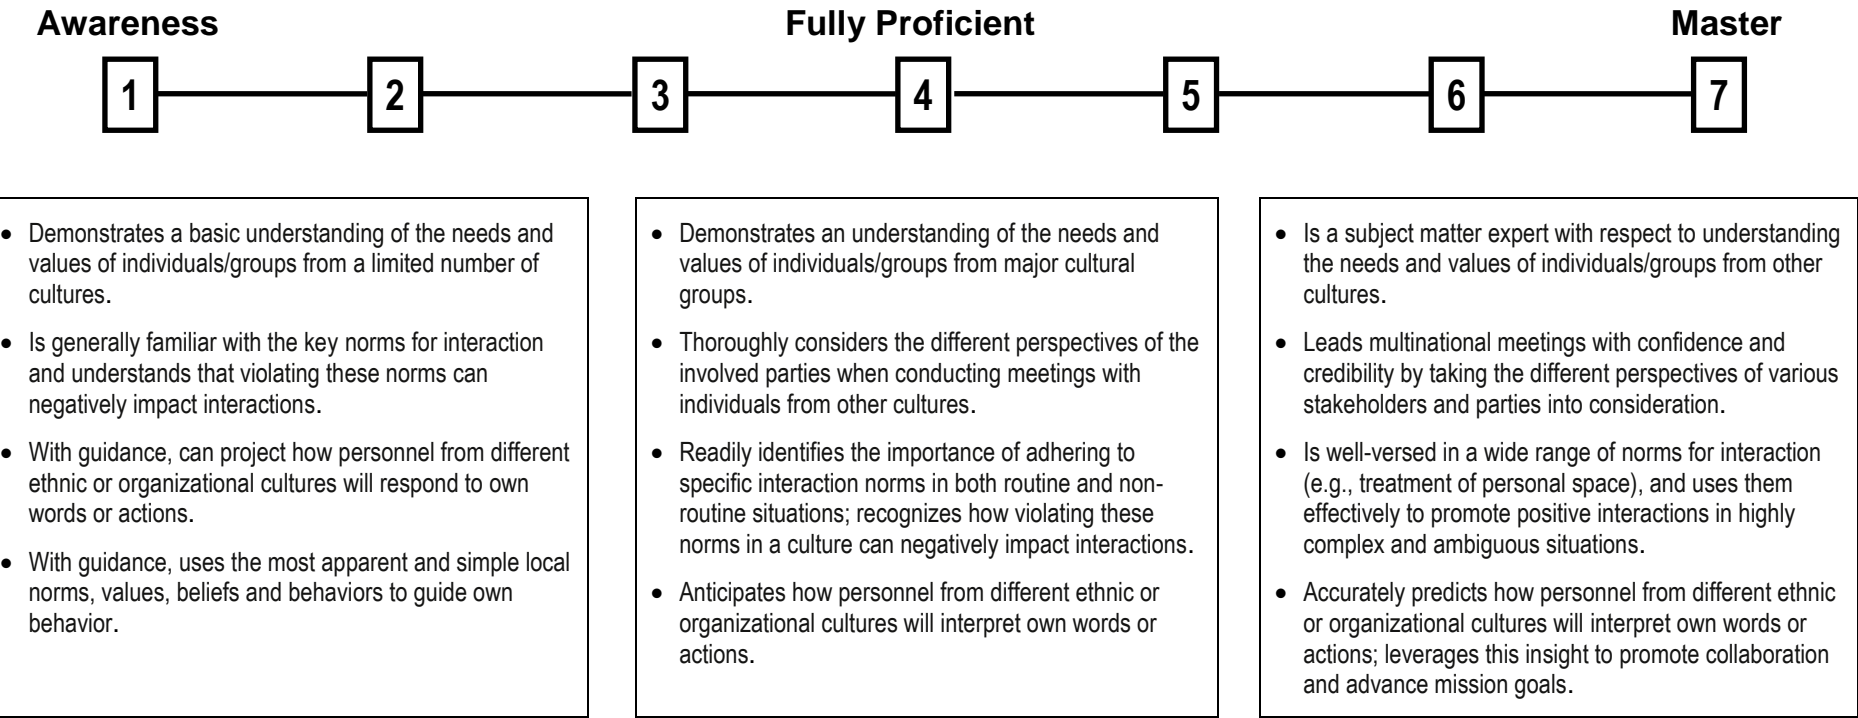 Awareness
Fully Proficient
Master
1
2
3
4
5
6
7
• Demonstrates a basic understanding of the needs and
values of individuals/groups from a limited number of
cultures.
• Is generally familiar with the key norms for interaction
and understands that violating these norms can
negatively impact interactions.
• With guidance, can project how personnel from different
ethnic or organizational cultures will respond to own
words or actions.
• With guidance, uses the most apparent and simple local
norms, values, beliefs and behaviors to guide own
behavior.
• Demonstrates an understanding of the needs and
values of individuals/groups from major cultural
groups.
• Thoroughly considers the different perspectives of the
involved parties when conducting meetings with
individuals from other cultures.
• Readily identifies the importance of adhering to
specific interaction norms in both routine and non-
routine situations; recognizes how violating these
norms in a culture can negatively impact interactions.
• Anticipates how personnel from different ethnic or
organizational cultures will interpret own words or
actions.
• Is a subject matter expert with respect to understanding
the needs and values of individuals/groups from other
cultures.
• Leads multinational meetings with confidence and
credibility by taking the different perspectives of various
stakeholders and parties into consideration.
• Is well-versed in a wide range of norms for interaction
(e.g., treatment of personal space), and uses them
effectively to promote positive interactions in highly
complex and ambiguous situations.
• Accurately predicts how personnel from different ethnic
or organizational cultures will interpret own words or
actions; leverages this insight to promote collaboration
and advance mission goals.